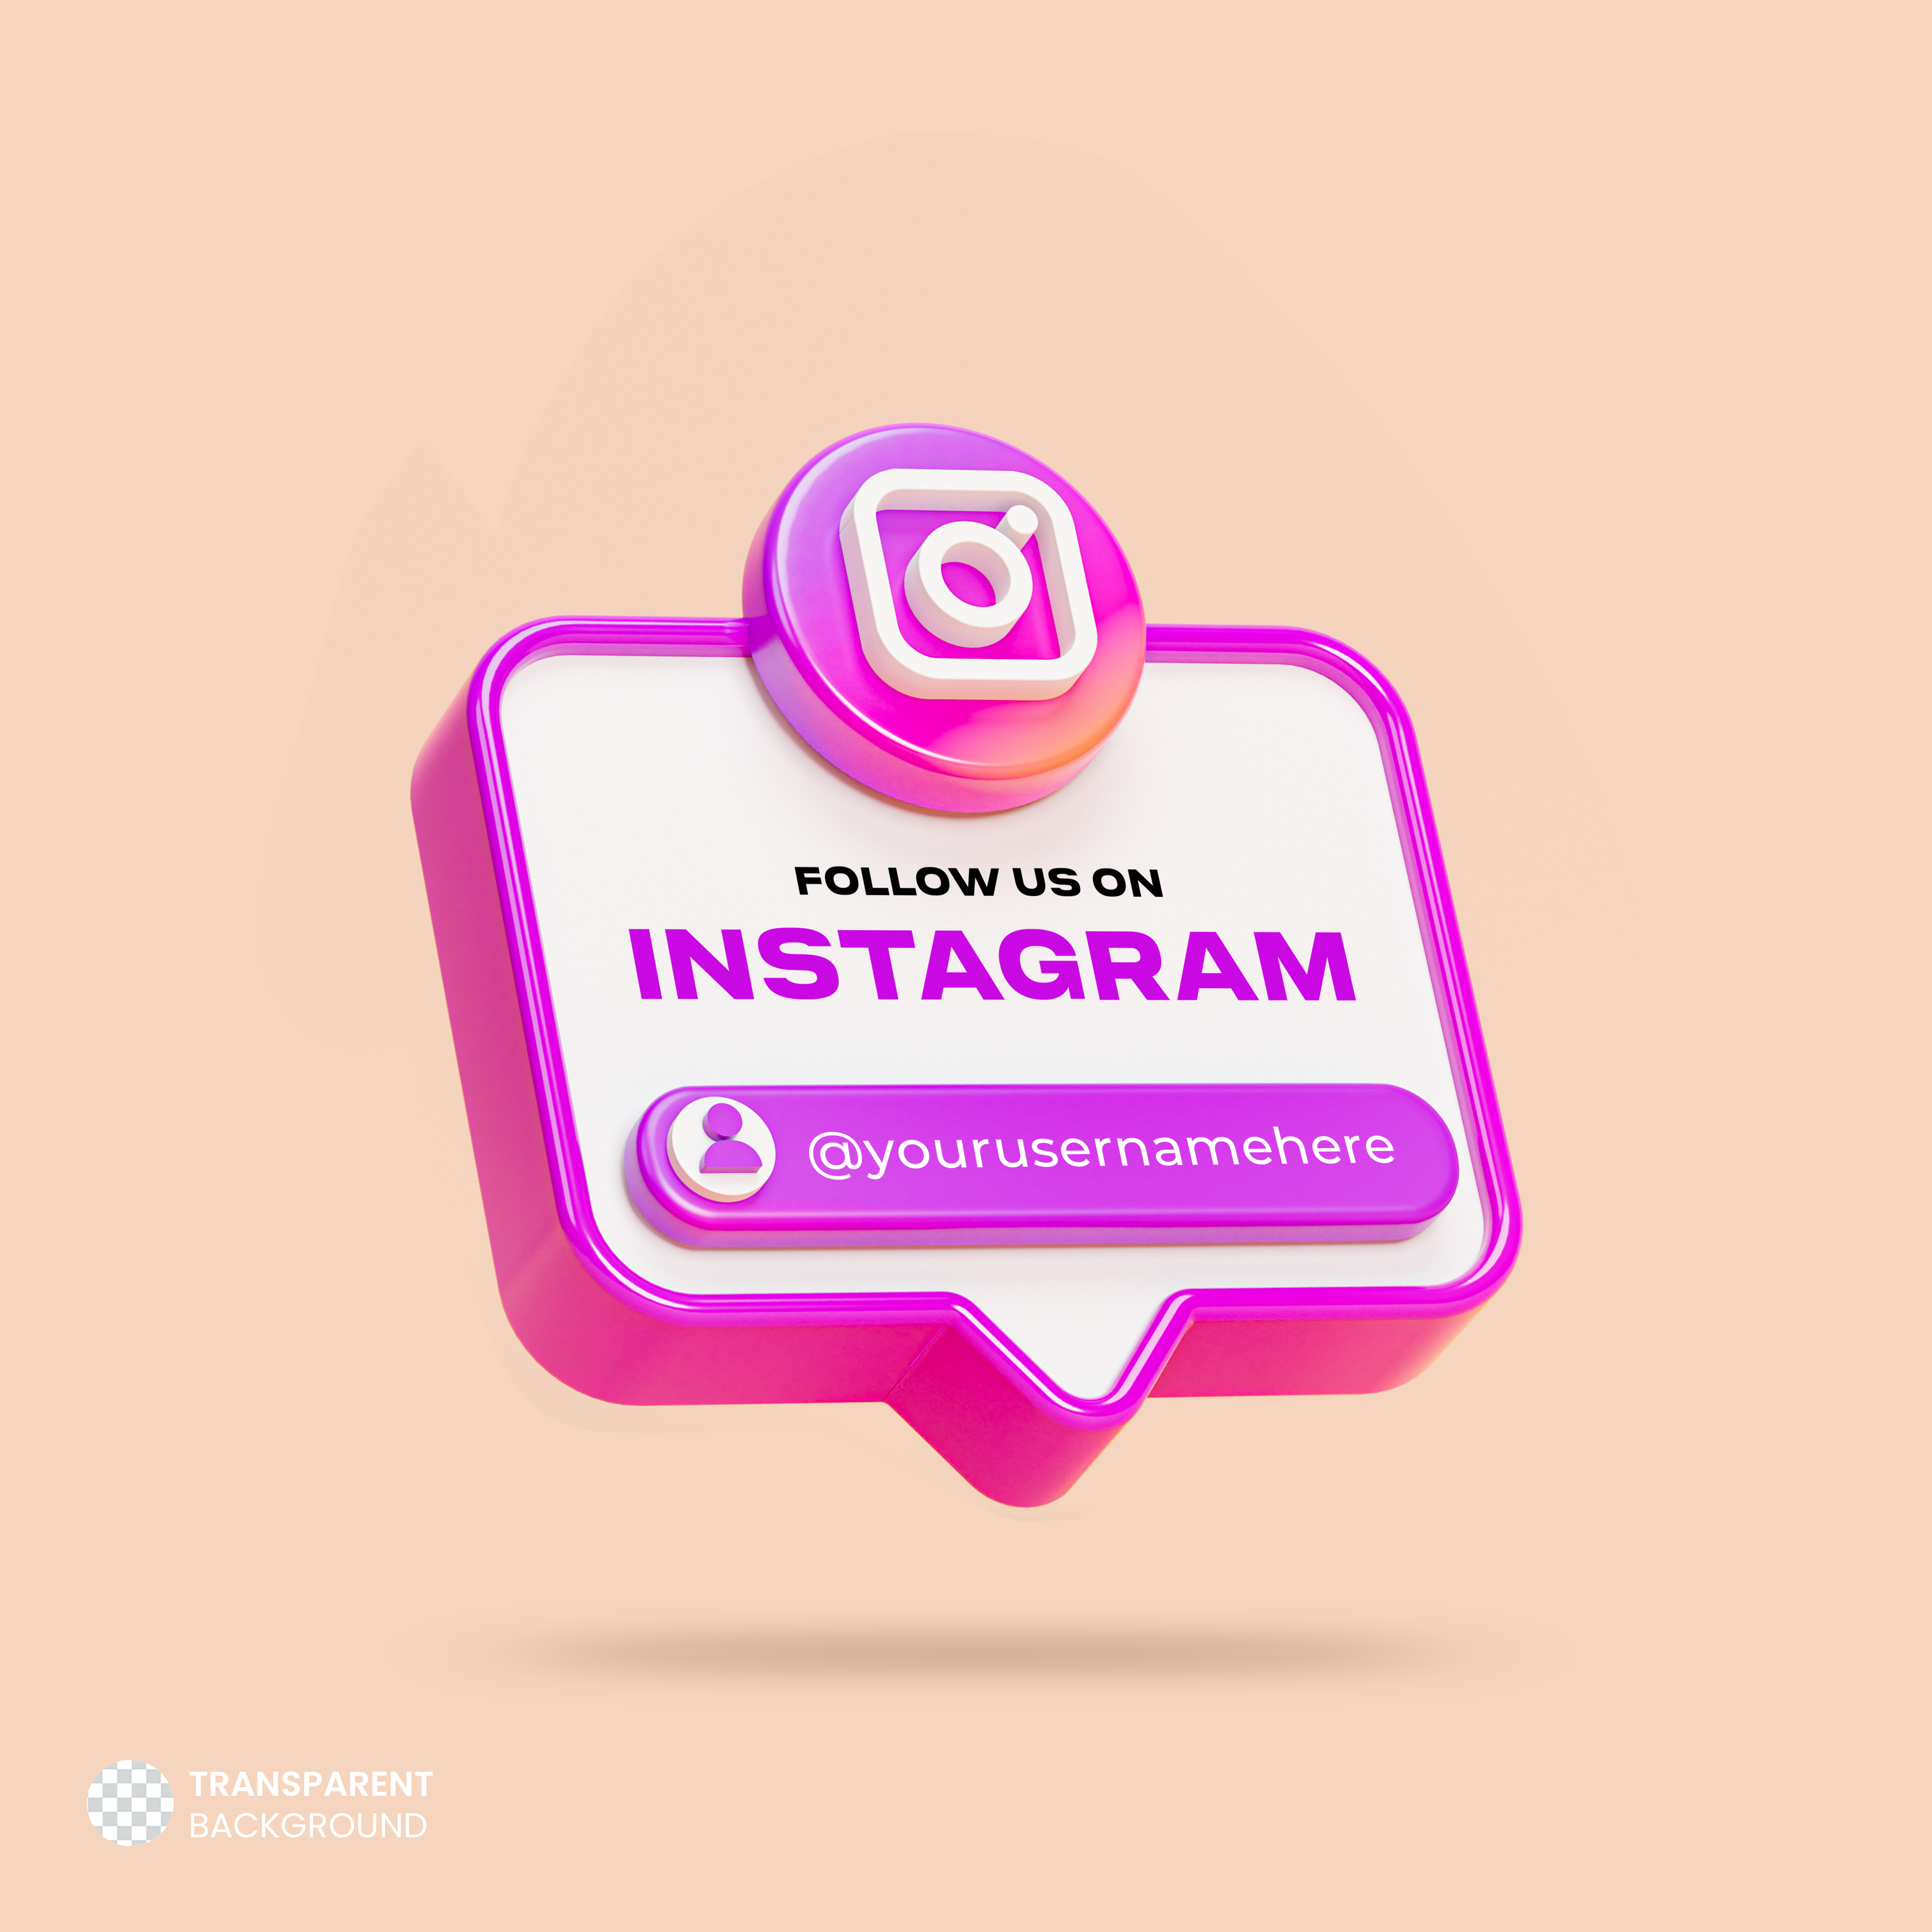 FOLLOW US ON
INSTAGRAM
@yourusernamehere
TRANSPARENT
BACKGROUND